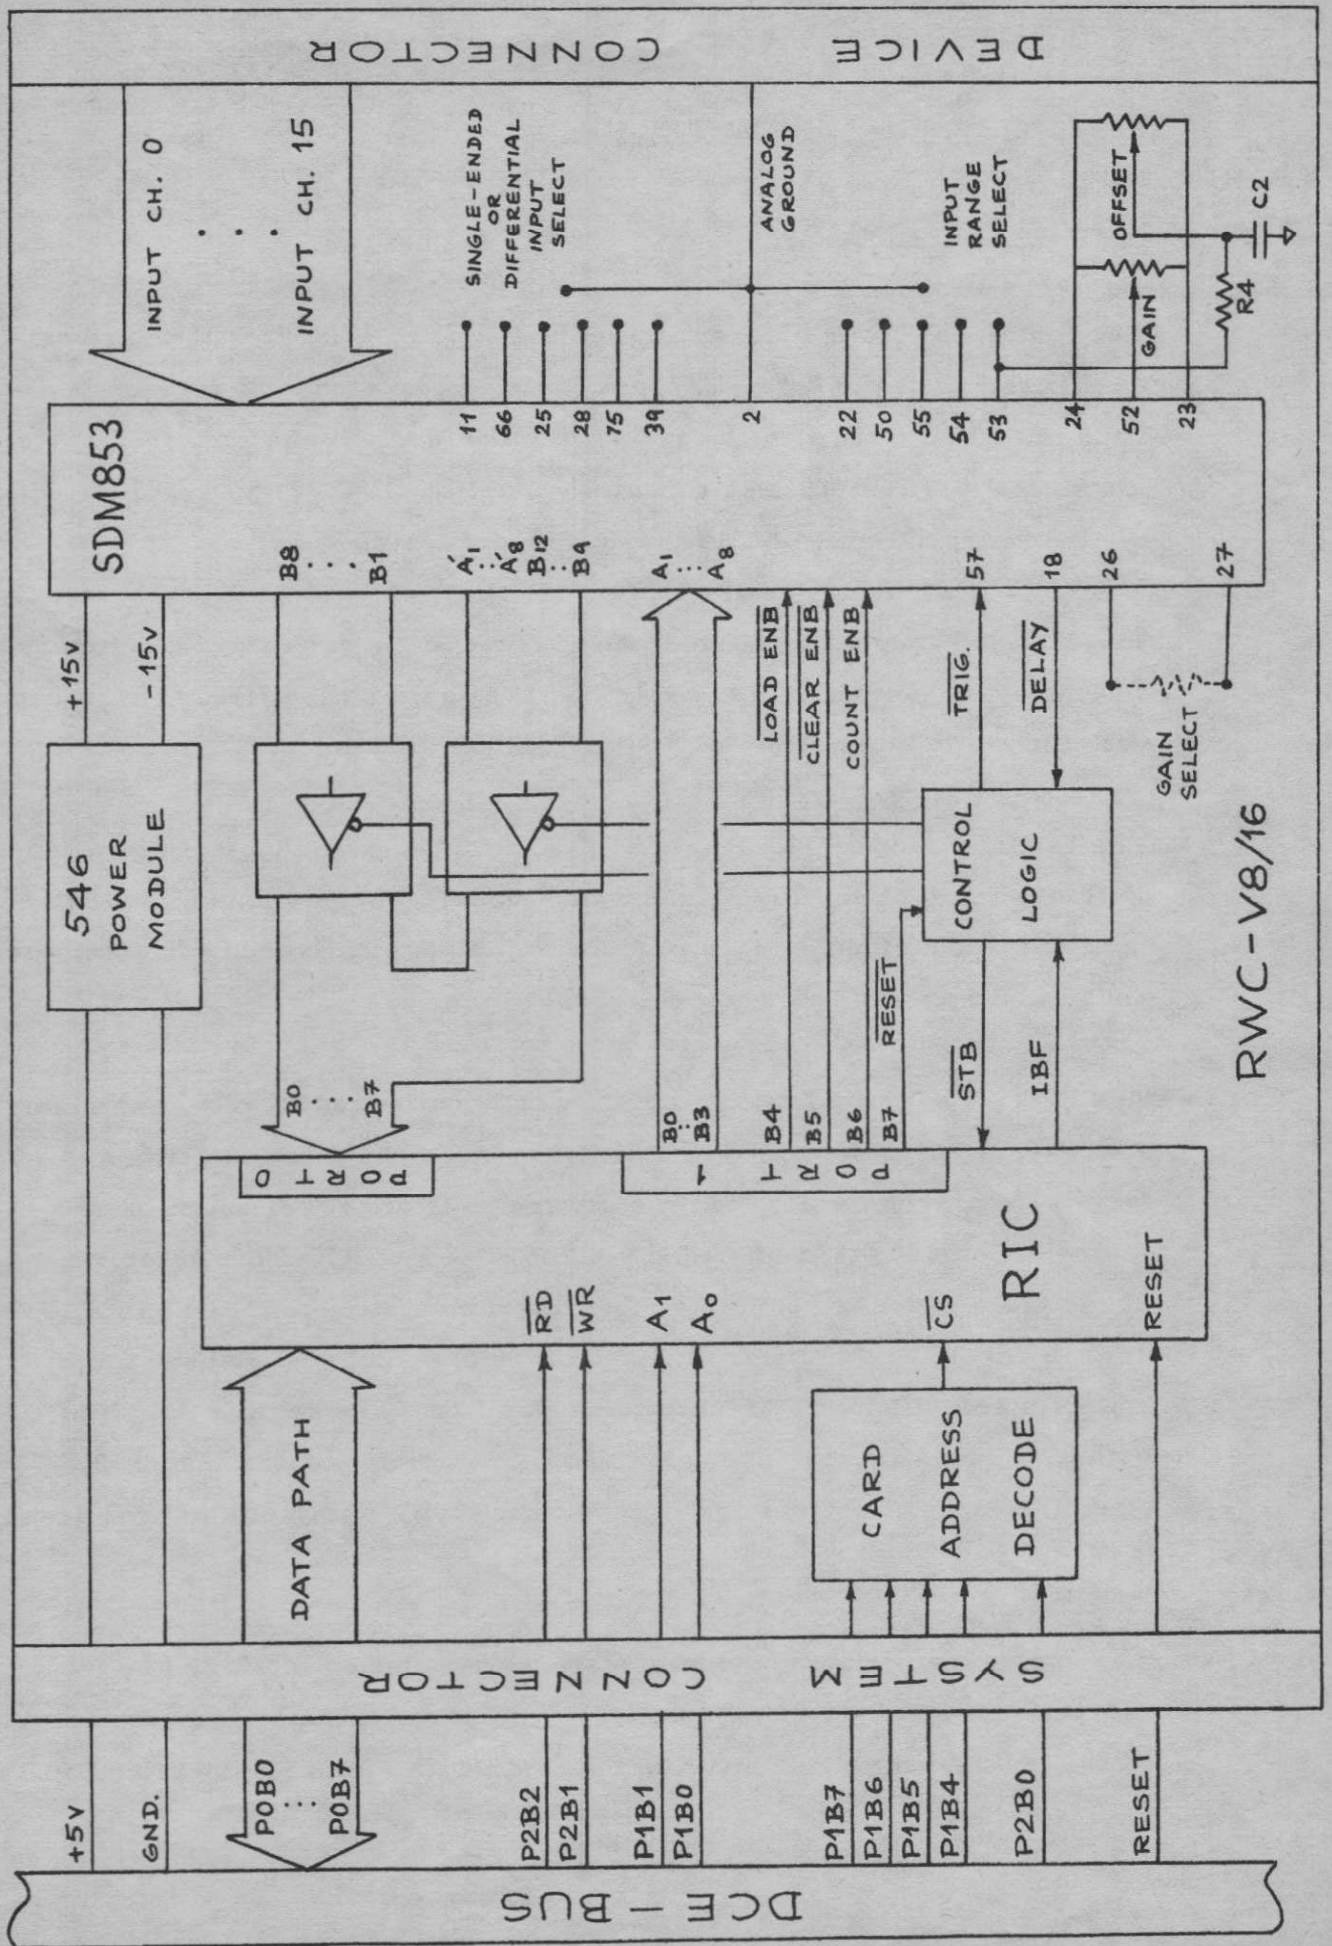 DEVICE CONNECTOR
INPUT CH. 0
INPUT CH. 15
SINGLE-ENDED
OR
DIFFERENTIAL
INPUT
SELECT
ANALOG
GROUND
INPUT
RANGE
SELECT
OFFSET
GAIN
R4
C2
11
66
25
28
75
39
2
22
50
55
54
53
24
52
23
SDM853
+15V
-15V
B8
B1
A'1
A'8
B12
B9
A1
A8
LOAD ENB
CLEAR ENB
COUNT ENB
57
18
26
27
TRIG.
DELAY
GAIN
SELECT
546
POWER
MODULE
CONTROL
LOGIC
RESET
STB
IBF
RWC-V8/16
B0
B7
PORT 0
B0
B3
B4
B5
B6
B7
PORT 1
RIC
RD
WR
A1
A0
CS
RESET
DATA PATH
CARD
ADDRESS
DECODE
SYSTEM CONNECTOR
+5V
GND.
P0B0
P0B7
P2B2
P2B1
P1B1
P1B0
P1B7
P1B6
P1B5
P1B4
P2B0
RESET
DCE-BUS